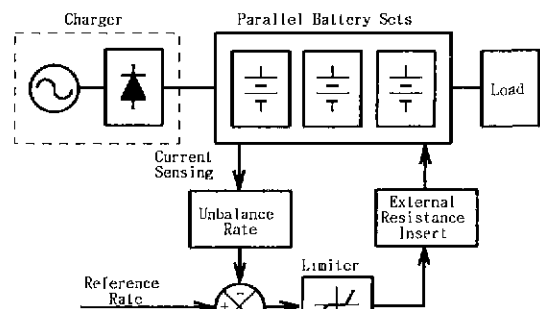 Charger
Parallel Battery Sets
Load
Current
Sensing
Unbalance
Rate
External
Resistance
Insert
Limiter
Reference
Rate
-
+